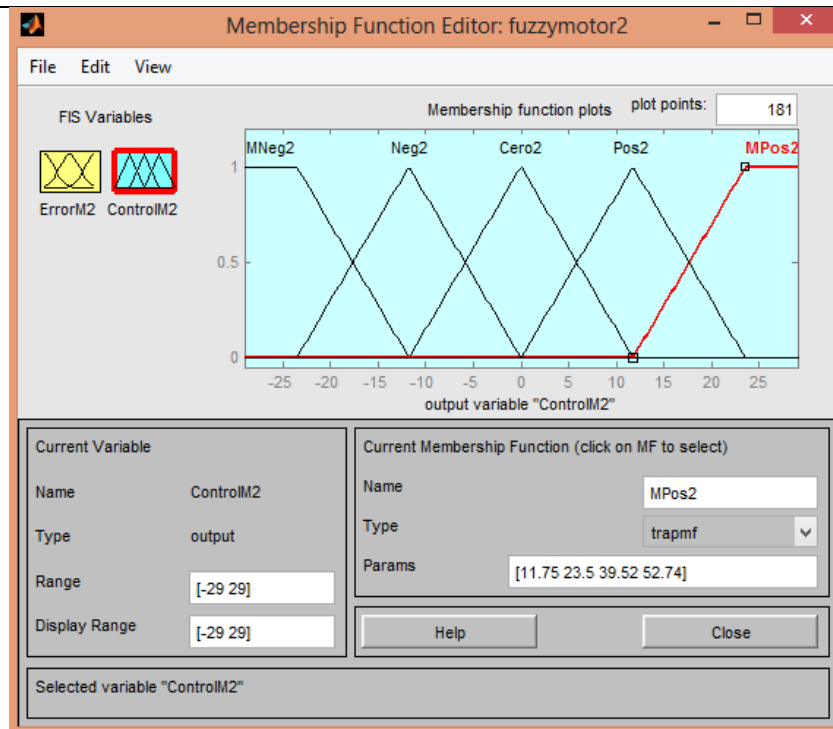 Membership Function Editor: fuzzymotor2
File Edit View
FIS Variables
Membership function plots plot points: 181
ErrorM2 ControlM2
MNeg2 Neg2 Cero2 Pos2 MPos2
1
0.5
0
-25 -20 -15 -10 -5 0 5 10 15 20 25
output variable "ControlM2"
Current Variable
Name ControlM2
Type output
Range [-29 29]
Display Range [-29 29]
Current Membership Function (click on MF to select)
Name MPos2
Type trapmf
Params [11.75 23.5 39.52 52.74]
Help Close
Selected variable "ControlM2"